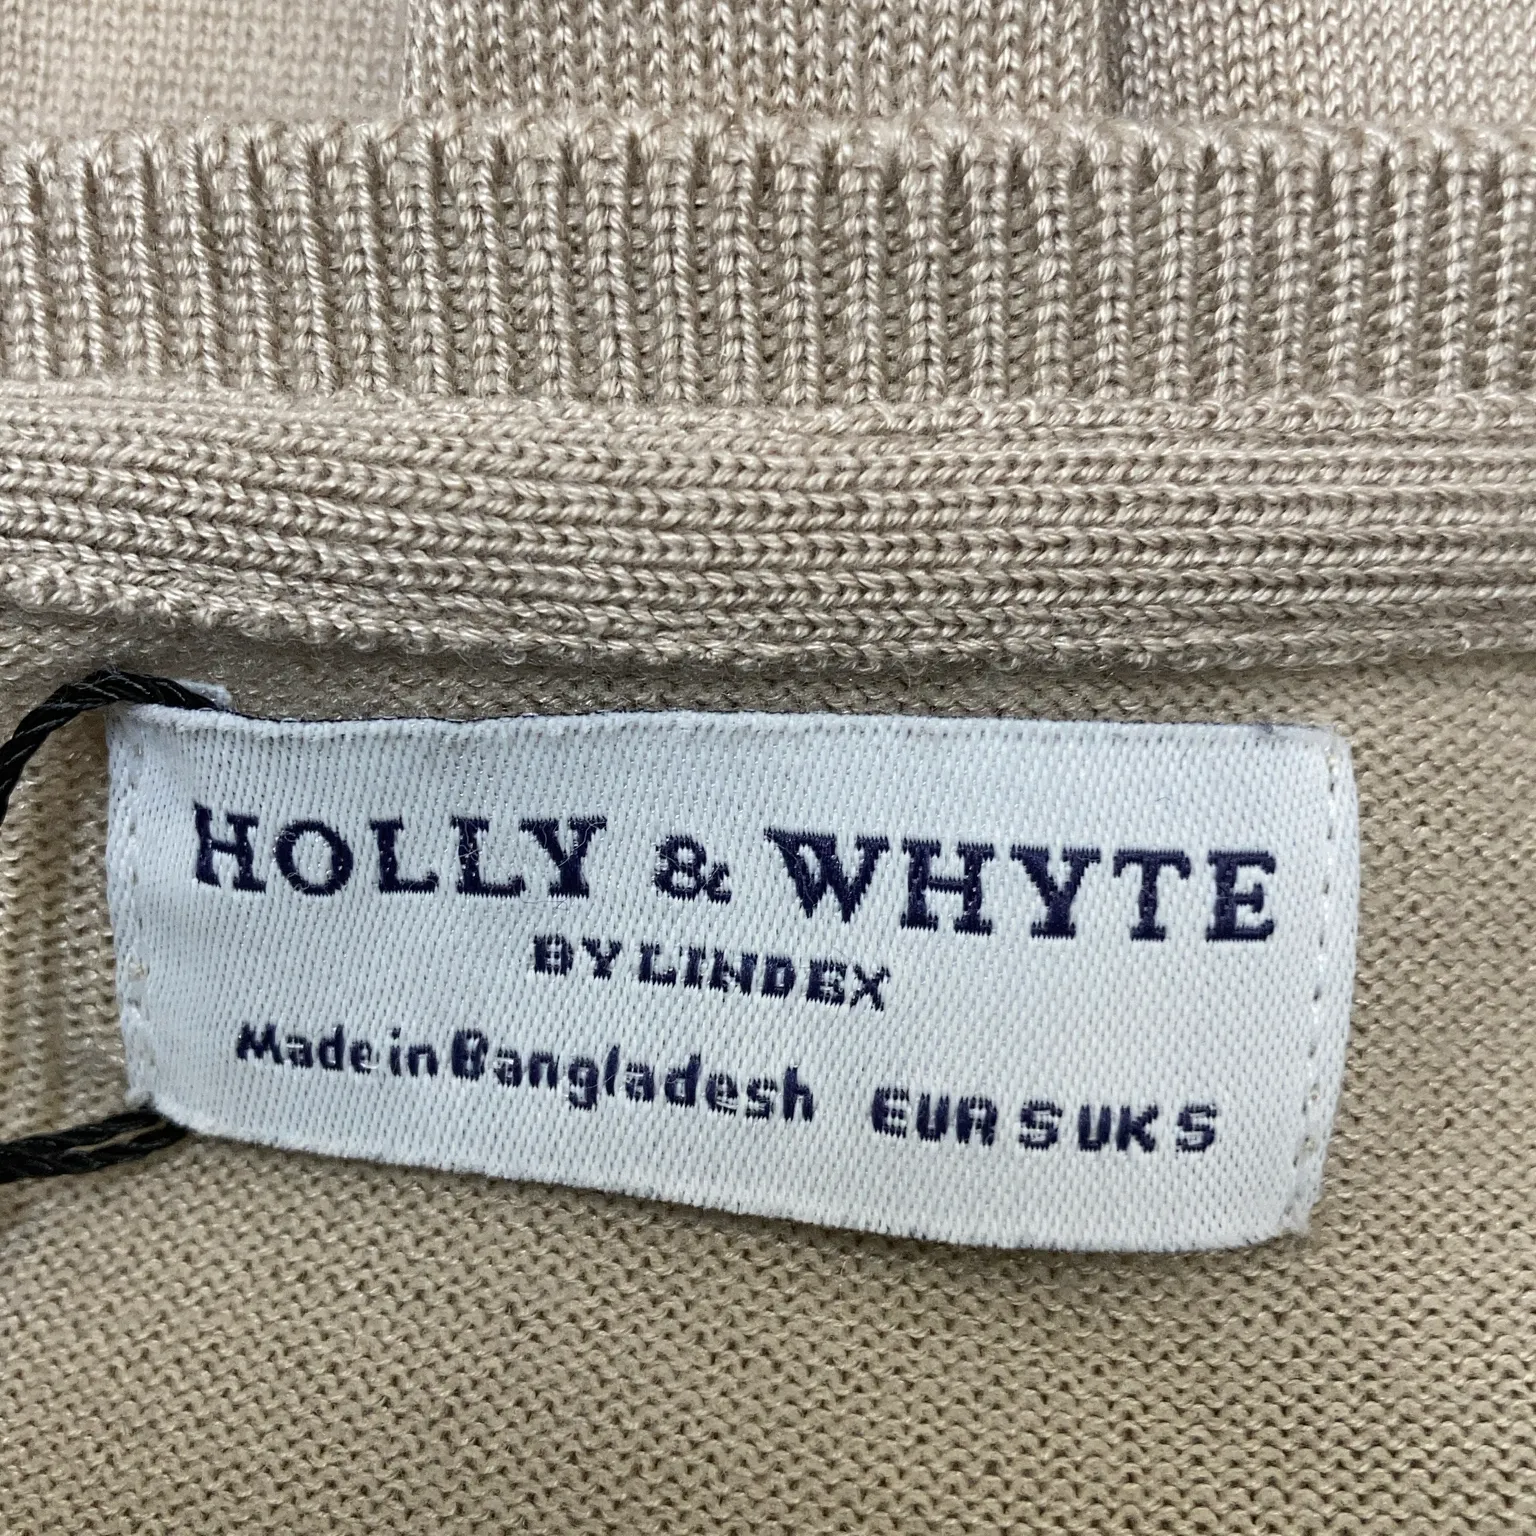 HOLLY & WHYTE
BY LINDEX
Made in Bangladesh EUR S UK S